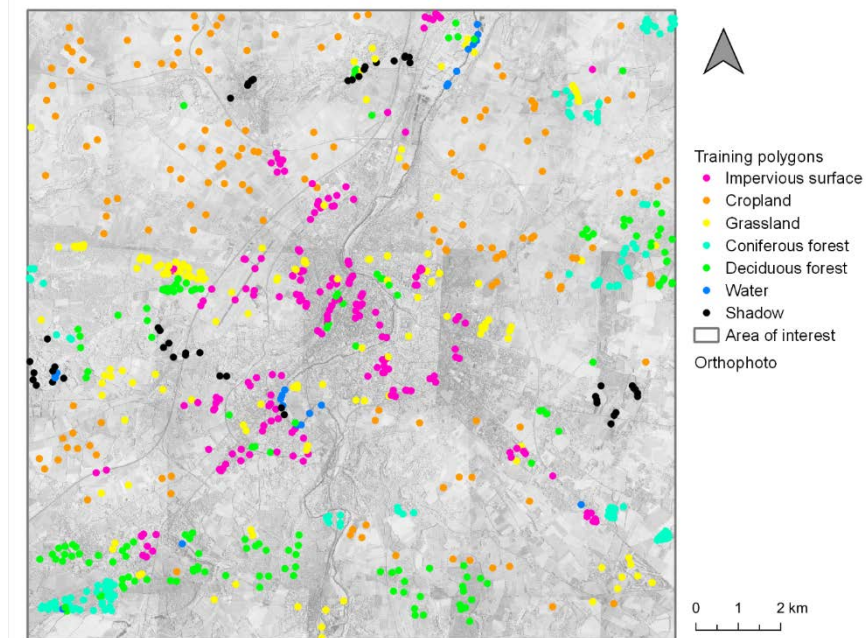 Training polygons
Impervious surface
Cropland
Grassland
Coniferous forest
Deciduous forest
Water
Shadow
Area of interest
Orthophoto
0 1 2 km